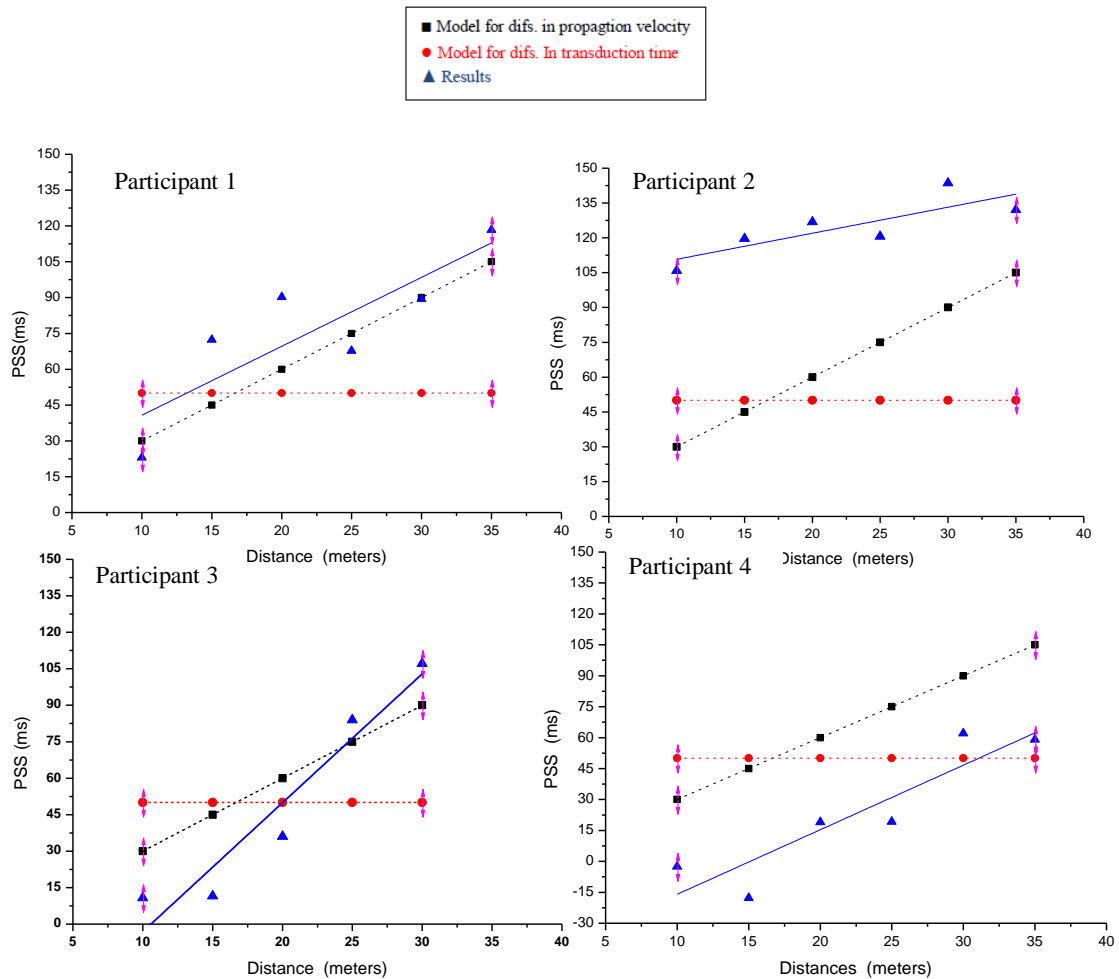 Model for difs. in propagtion velocity
Model for difs. In transduction time
Results
Participant 1
150
135
120
105
90
75
60
45
30
15
0
PSS(ms)
5 10 15 20 25 30 35 40
Distance (meters)
Participant 2
150
135
120
105
90
75
60
45
30
15
0
PSS (ms)
5 10 15 20 25 30 35 40
Distance (meters)
Participant 3
150
135
120
105
90
75
60
45
30
15
0
PSS (ms)
5 10 15 20 25 30 35 40
Distance (meters)
Participant 4
150
135
120
105
90
75
60
45
30
15
0
-15
-30
PSS (ms)
5 10 15 20 25 30 35 40
Distances (meters)